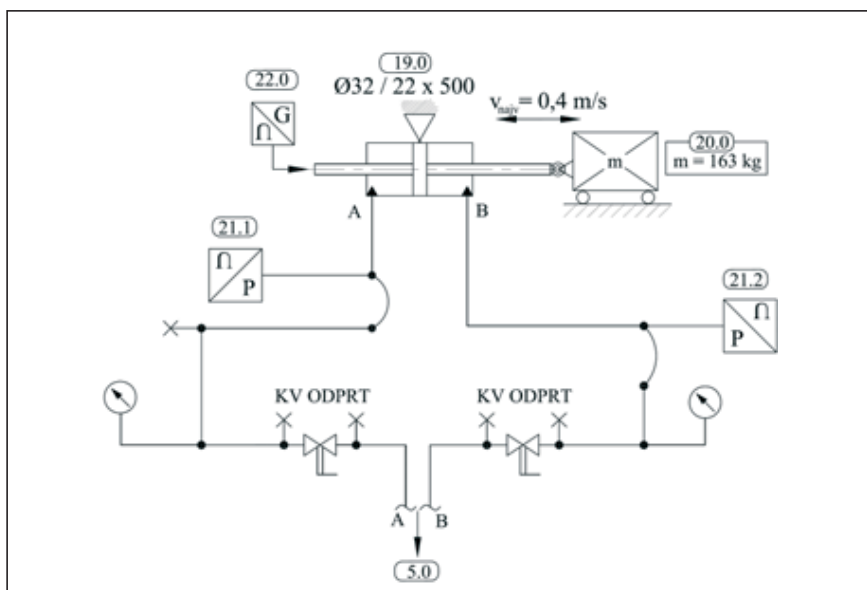 19.0
Ø32 / 22 x 500
22.0
G
v_najv = 0,4 m/s
20.0
m = 163 kg
m
A
B
21.1
P
21.2
P
KV ODPRT
KV ODPRT
A
B
5.0